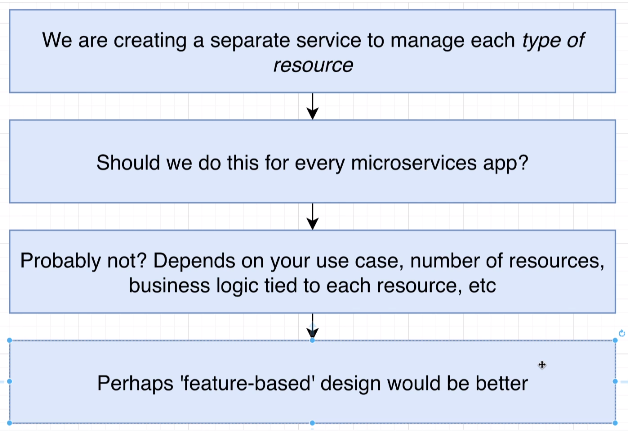 We are creating a separate service to manage each type of
resource
Should we do this for every microservices app?
Probably not? Depends on your use case, number of resources,
business logic tied to each resource, etc
Perhaps 'feature-based' design would be better